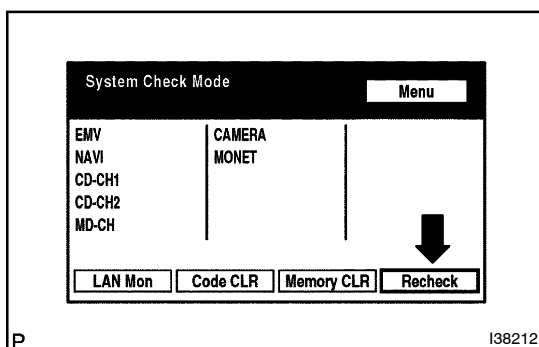 System Check Mode
Menu
EMV
NAVI
CD-CH1
CD-CH2
MD-CH
CAMERA
MONET
LAN Mon
Code CLR
Memory CLR
Recheck
P
I38212